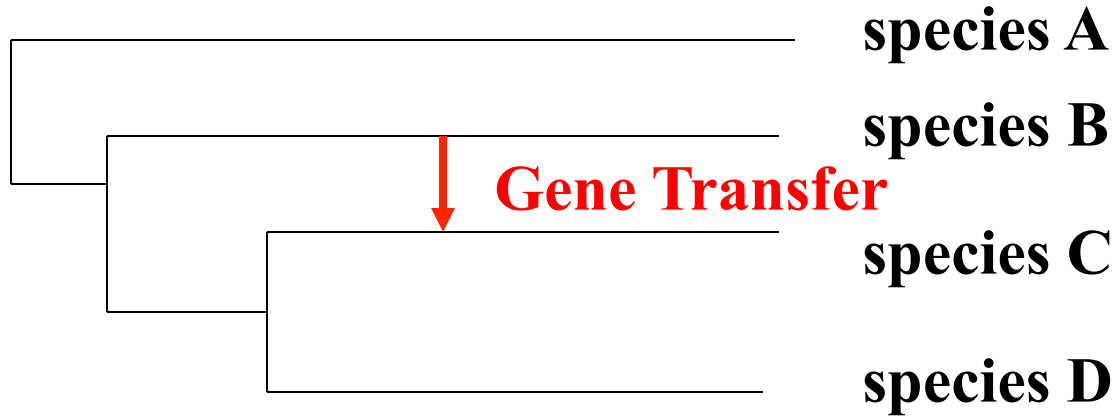 species A
species B
Gene Transfer
species C
species D